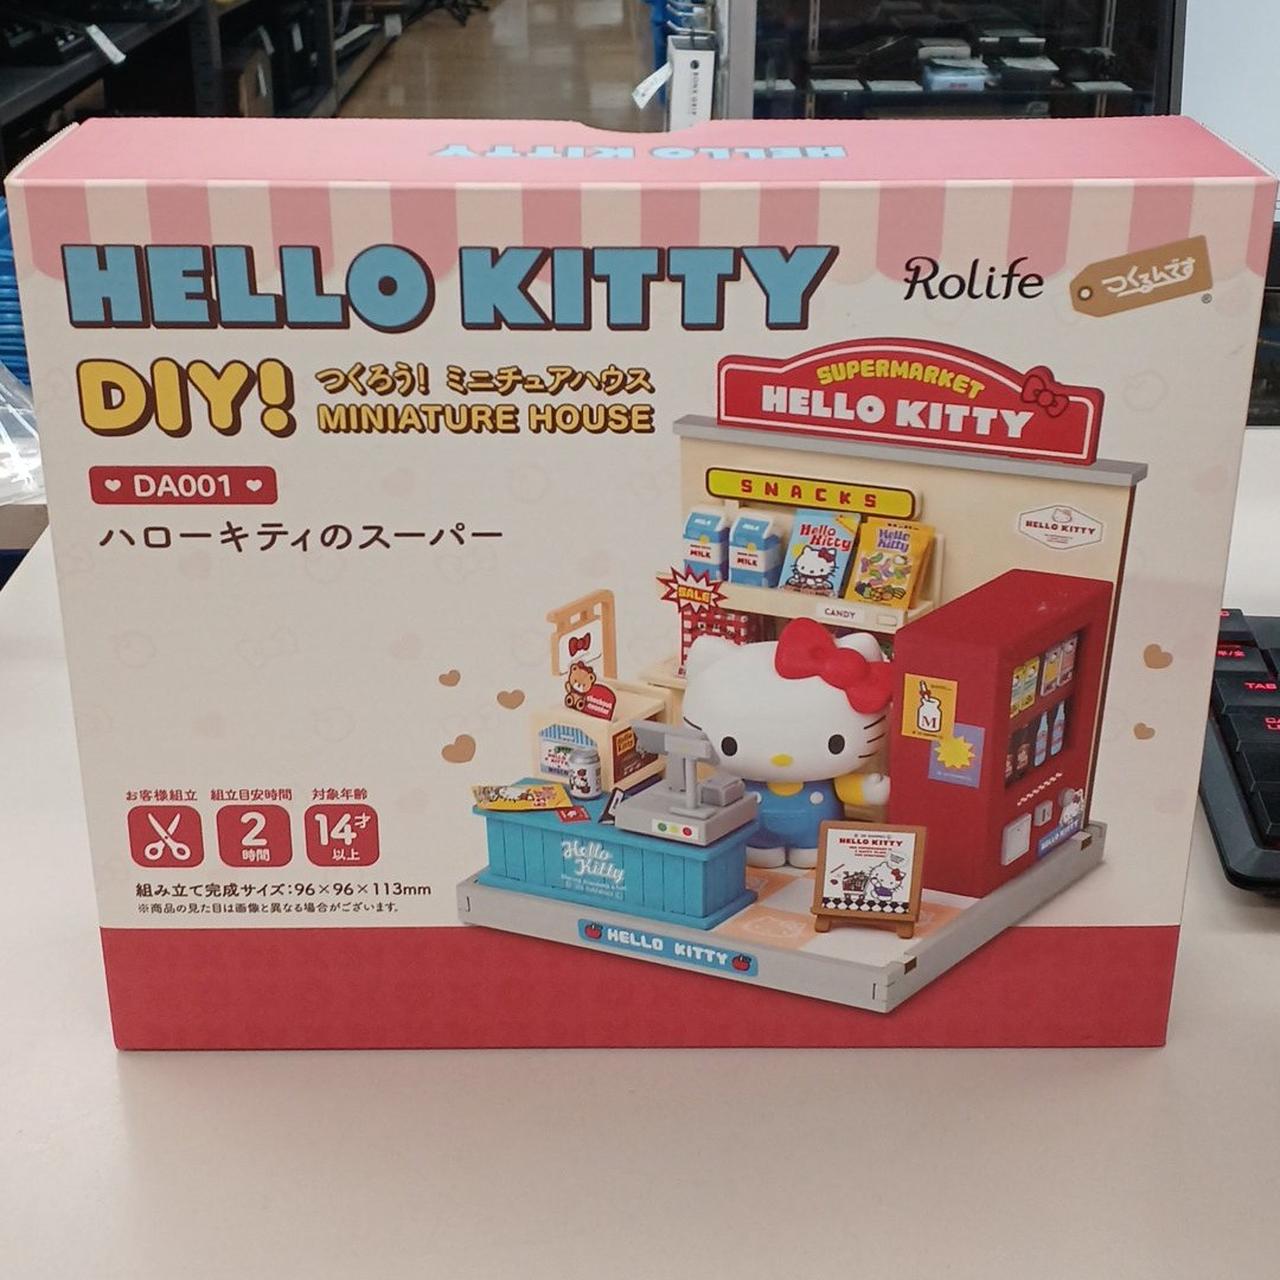 HELLO KITTY
HELLO KITTY
Rolife
つくるんです
®
DIY!
つくろう! ミニチュアハウス
MINIATURE HOUSE
♥ DA001 ♥
ハローキティのスーパー
SUPERMARKET
HELLO KITTY
SNACKS
HELLO KITTY
MILK
MILK
Hello Kitty
Hello Kitty
SALE
CANDY
checkout counter
M
Hello Kitty
HELLO KITTY
HELLO KITTY
お客様組立
組立目安時間
対象年齢
2時間
14才以上
組み立て完成サイズ:96×96×113mm
※商品の見た目は画像と異なる場合がございます。
TAB